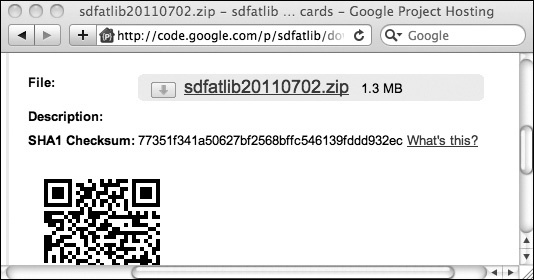 sdfatlib20110702.zip – sdfatlib ... cards – Google Project Hosting
http://code.google.com/p/sdfatlib/do
Google
File: sdfatlib20110702.zip 1.3 MB
Description:
SHA1 Checksum: 77351f341a50627bf2568bffc546139fddd932ec What's this?